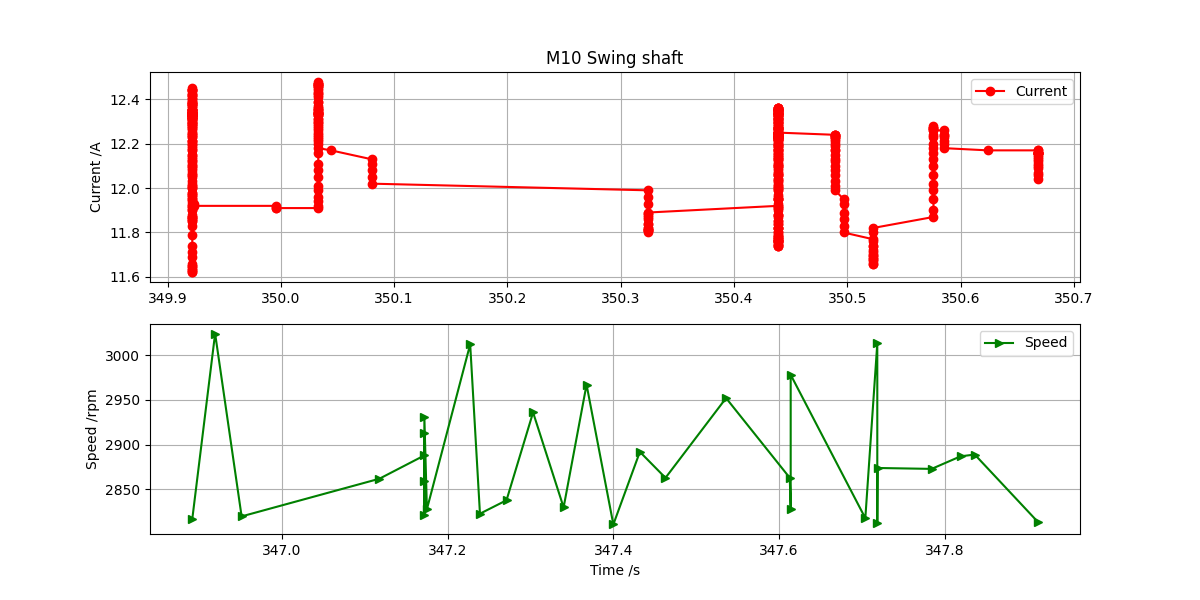 M10 Swing shaft
Current /A
12.4
12.2
12.0
11.8
11.6
Current
349.9 350.0 350.1 350.2 350.3 350.4 350.5 350.6 350.7
Speed /rpm
3000
2950
2900
2850
Speed
347.0 347.2 347.4 347.6 347.8
Time /s